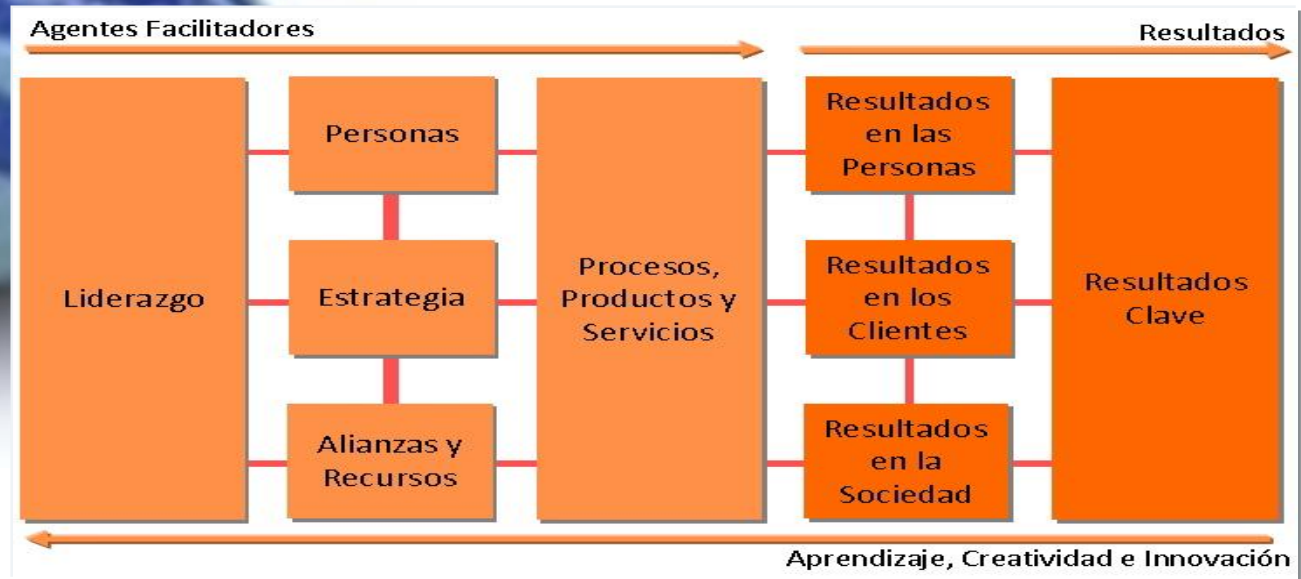 Agentes Facilitadores
Resultados
Liderazgo
Personas
Estrategia
Alianzas y
Recursos
Procesos,
Productos y
Servicios
Resultados
en las
Personas
Resultados
en los
Clientes
Resultados
en la
Sociedad
Resultados
Clave
Aprendizaje, Creatividad e Innovación